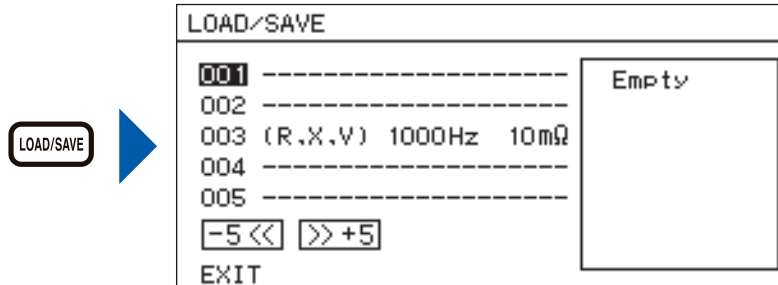 LOAD/SAVE
LOAD/SAVE
001 --------------------
Empty
002 --------------------
003 (R,X,V) 1000Hz 10mΩ
004 --------------------
005 --------------------
-5<< >>+5
EXIT